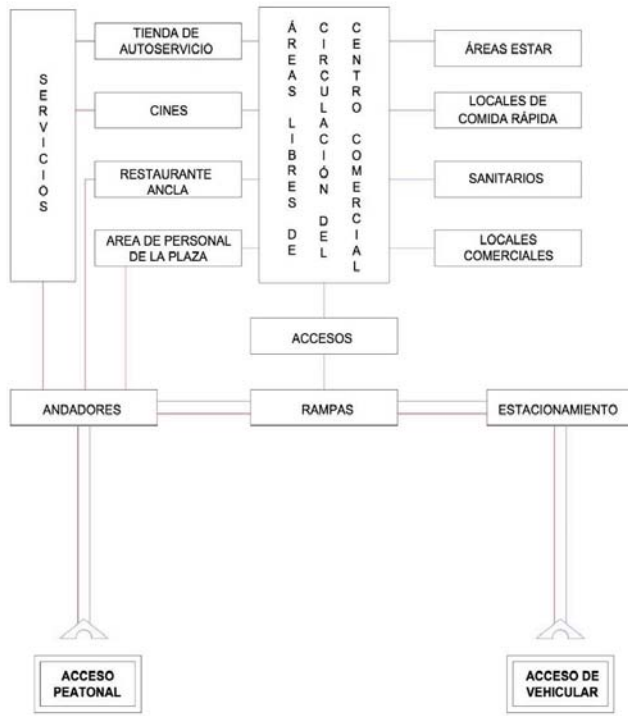 SERVICIOS
TIENDA DE
AUTOSERVICIO
CINES
RESTAURANTE
ANCLA
AREA DE PERSONAL
DE LA PLAZA
ÁREAS LIBRES DE
CIRCULACIÓN DEL
CENTRO COMERCIAL
ÁREAS ESTAR
LOCALES DE
COMIDA RÁPIDA
SANITARIOS
LOCALES
COMERCIALES
ACCESOS
ANDADORES
RAMPAS
ESTACIONAMIENTO
ACCESO
PEATONAL
ACCESO DE
VEHICULAR